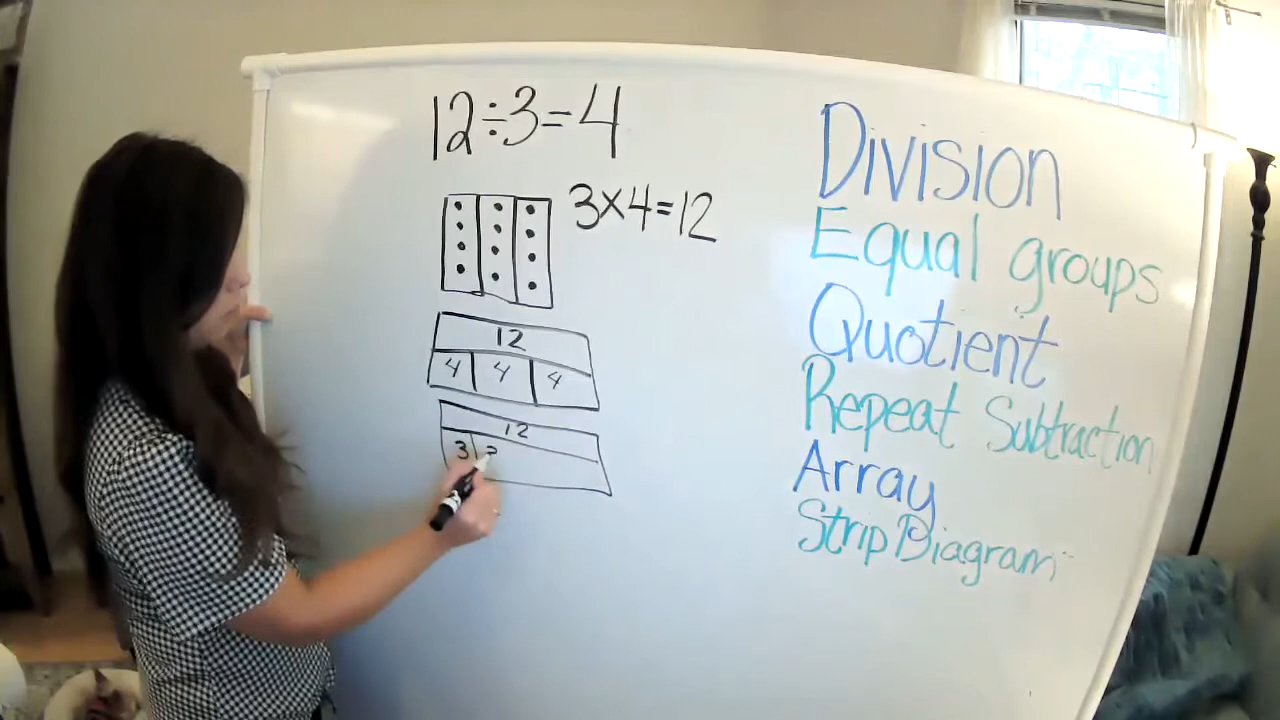 12÷3=4
3x4=12
12
4 4 4
12
3
Division
Equal groups
Quotient
Repeat Subtraction
Array
Strip Diagram